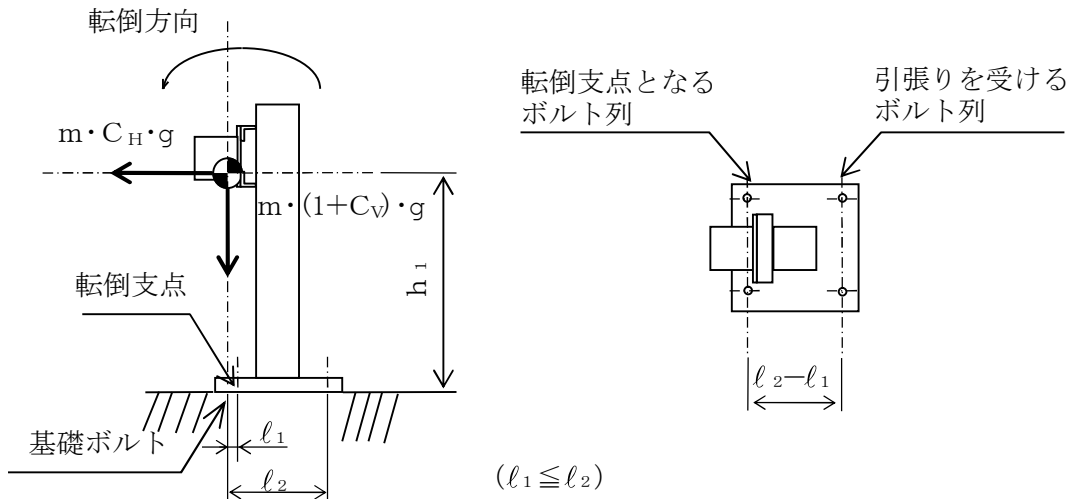 転倒方向
m・CH・g
m・(1+CV)・g
h1
転倒支点
基礎ボルト
ℓ1
ℓ2
(ℓ1≦ℓ2)
転倒支点となる
ボルト列
引張りを受ける
ボルト列
ℓ2−ℓ1